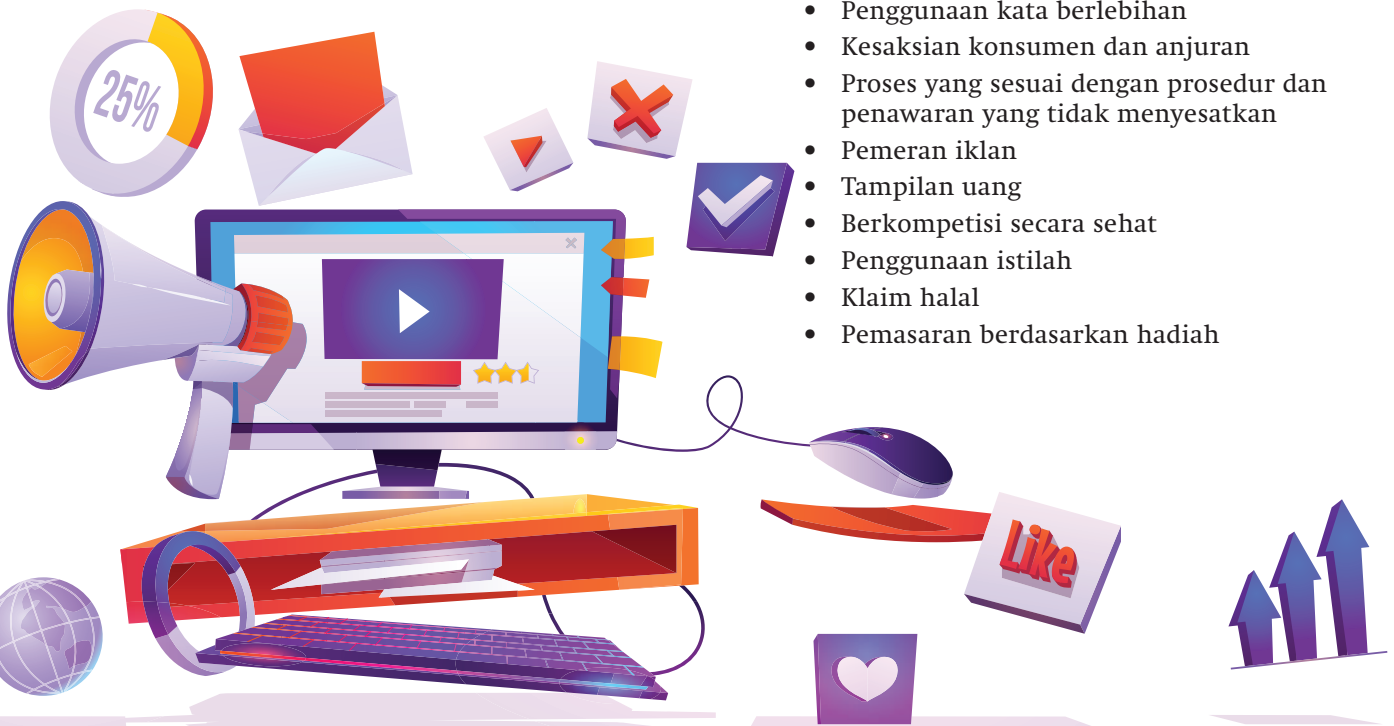 • Penggunaan kata berlebihan
• Kesaksian konsumen dan anjuran
• Proses yang sesuai dengan prosedur dan
penawaran yang tidak menyesatkan
• Pemeran iklan
• Tampilan uang
• Berkompetisi secara sehat
• Penggunaan istilah
• Klaim halal
• Pemasaran berdasarkan hadiah
25%
Like